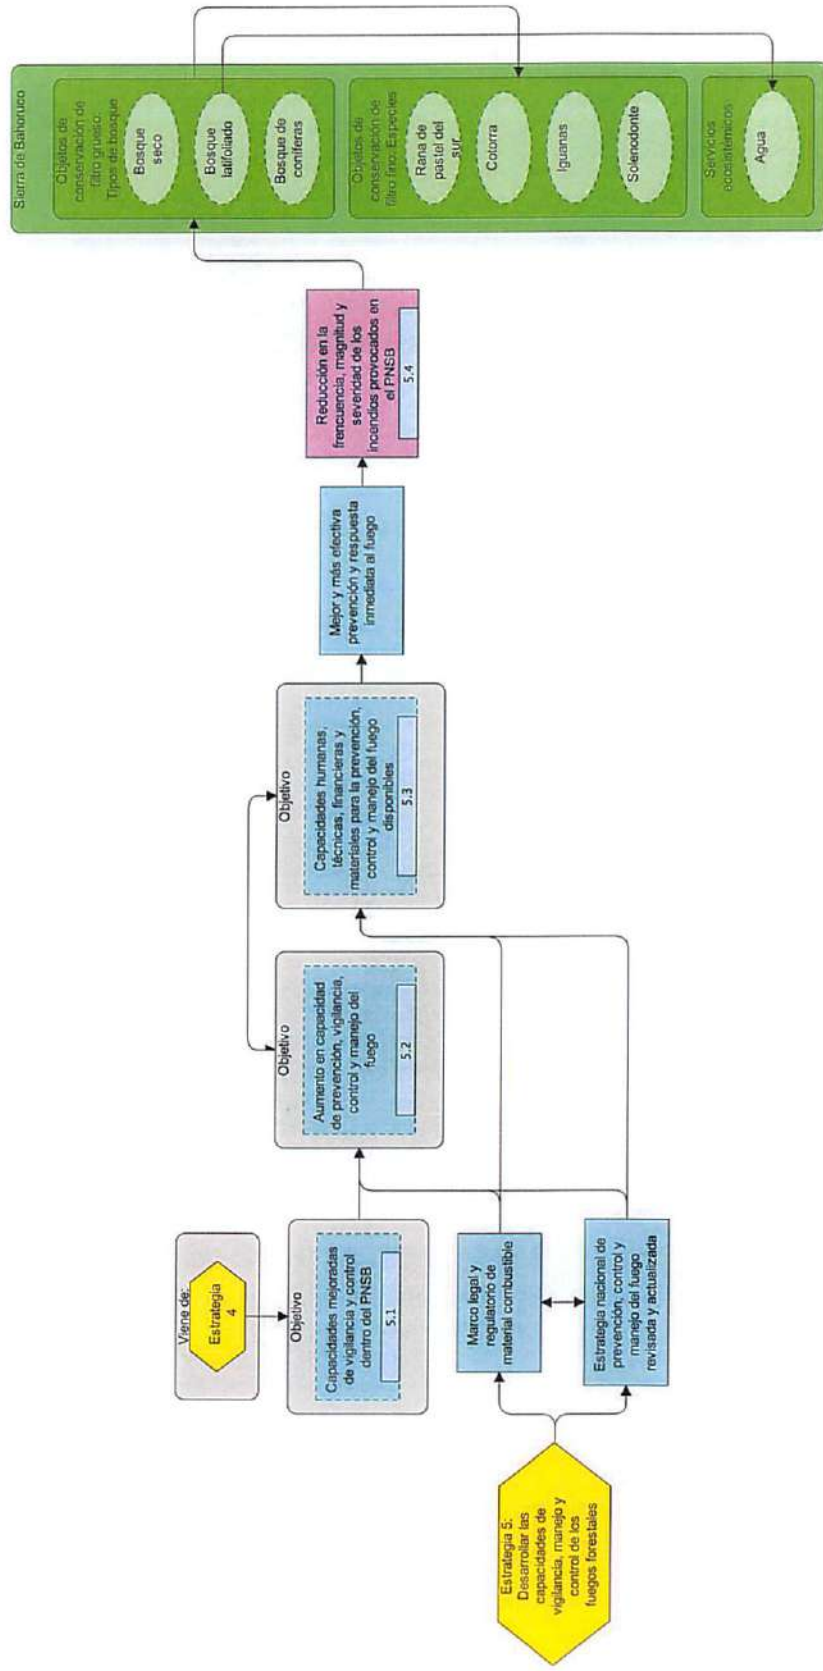 Estrategia 5:
Desarrollar las
capacidades de
vigilancia, manejo y
control de los
fuegos forestales
Viene de:
Estrategia
4
Objetivo
Capacidades mejoradas
de vigilancia y control
dentro del PNSB
5.1
Marco legal y
regulatorio de
material combustible
Estrategia nacional de
prevención, control y
manejo del fuego
revisada y actualizada
Objetivo
Aumento en capacidad
de prevención, vigilancia,
control y manejo del
fuego
5.2
Objetivo
Capacidades humanas,
técnicas, financieras y
materiales para la prevención,
control y manejo del fuego
disponibles
5.3
Mejor y más efectiva
prevención y respuesta
inmediata al fuego
Reducción en la
frencuencia, magnitud y
severidad de los
incendios provocados en
el PNSB
5.4
Sierra de Bahoruco
Objetos de
conservación de
filtro grueso:
Tipos de bosque
Bosque
seco
Bosque
latifoliado
Bosque de
coníferas
Objetos de
conservación de
filtro fino: Especies
Rana de
pastel del
sur
Cotorra
Iguanas
Solenodonte
Servicios
ecosistémicos
Agua